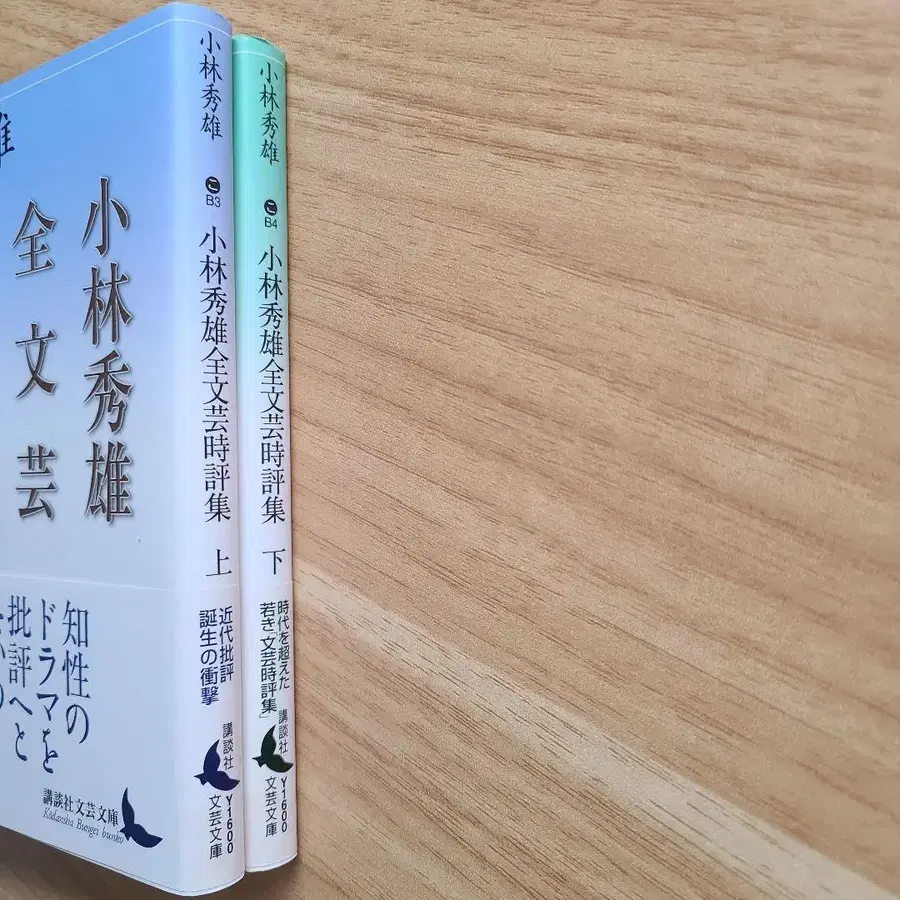 小林秀雄
全文芸
知性の
ドラマを
批評へと
講談社文芸文庫
Kodansha Bungei bunko
小林秀雄
こ
B3
小林秀雄全文芸時評集 上
近代批評
誕生の衝撃
講談社
文芸文庫
Y1600
小林秀雄
こ
B4
小林秀雄全文芸時評集 下
時代を超えた
若き「文芸時評集」
講談社
文芸文庫
Y1600